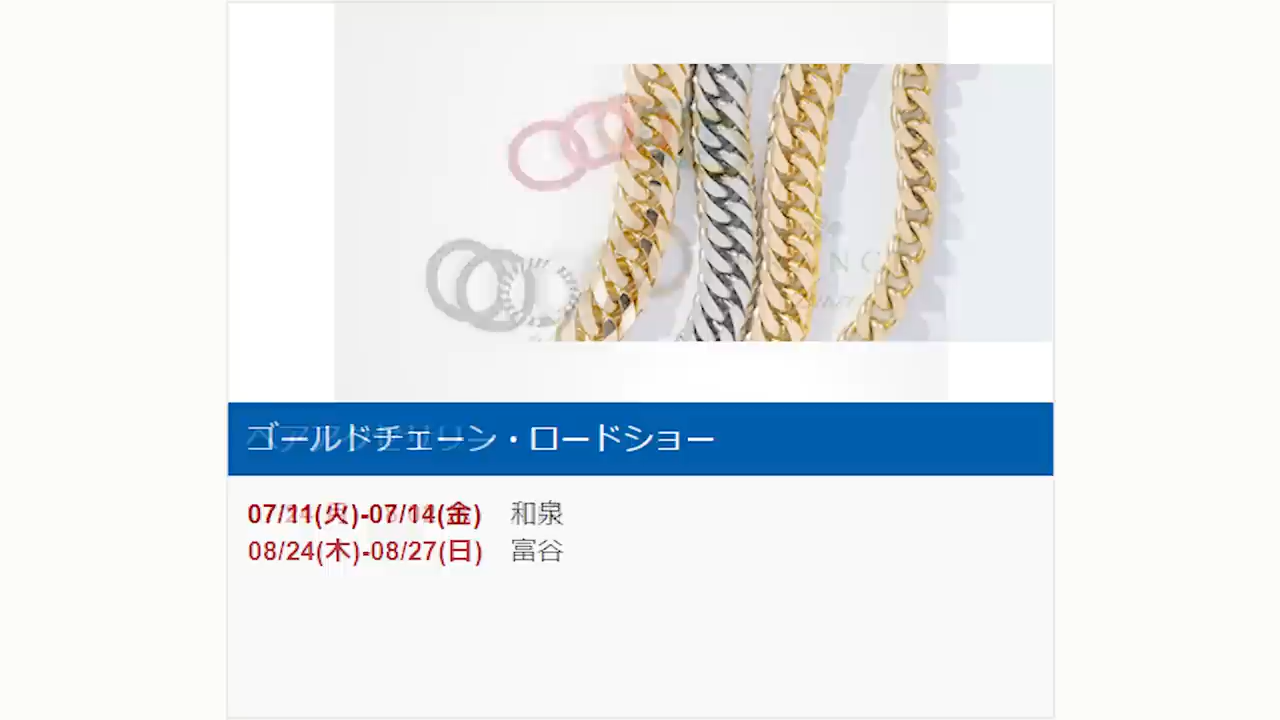 ゴールドチェーン・ロードショー
07/11(火)-07/14(金) 和泉
08/24(木)-08/27(日) 富谷